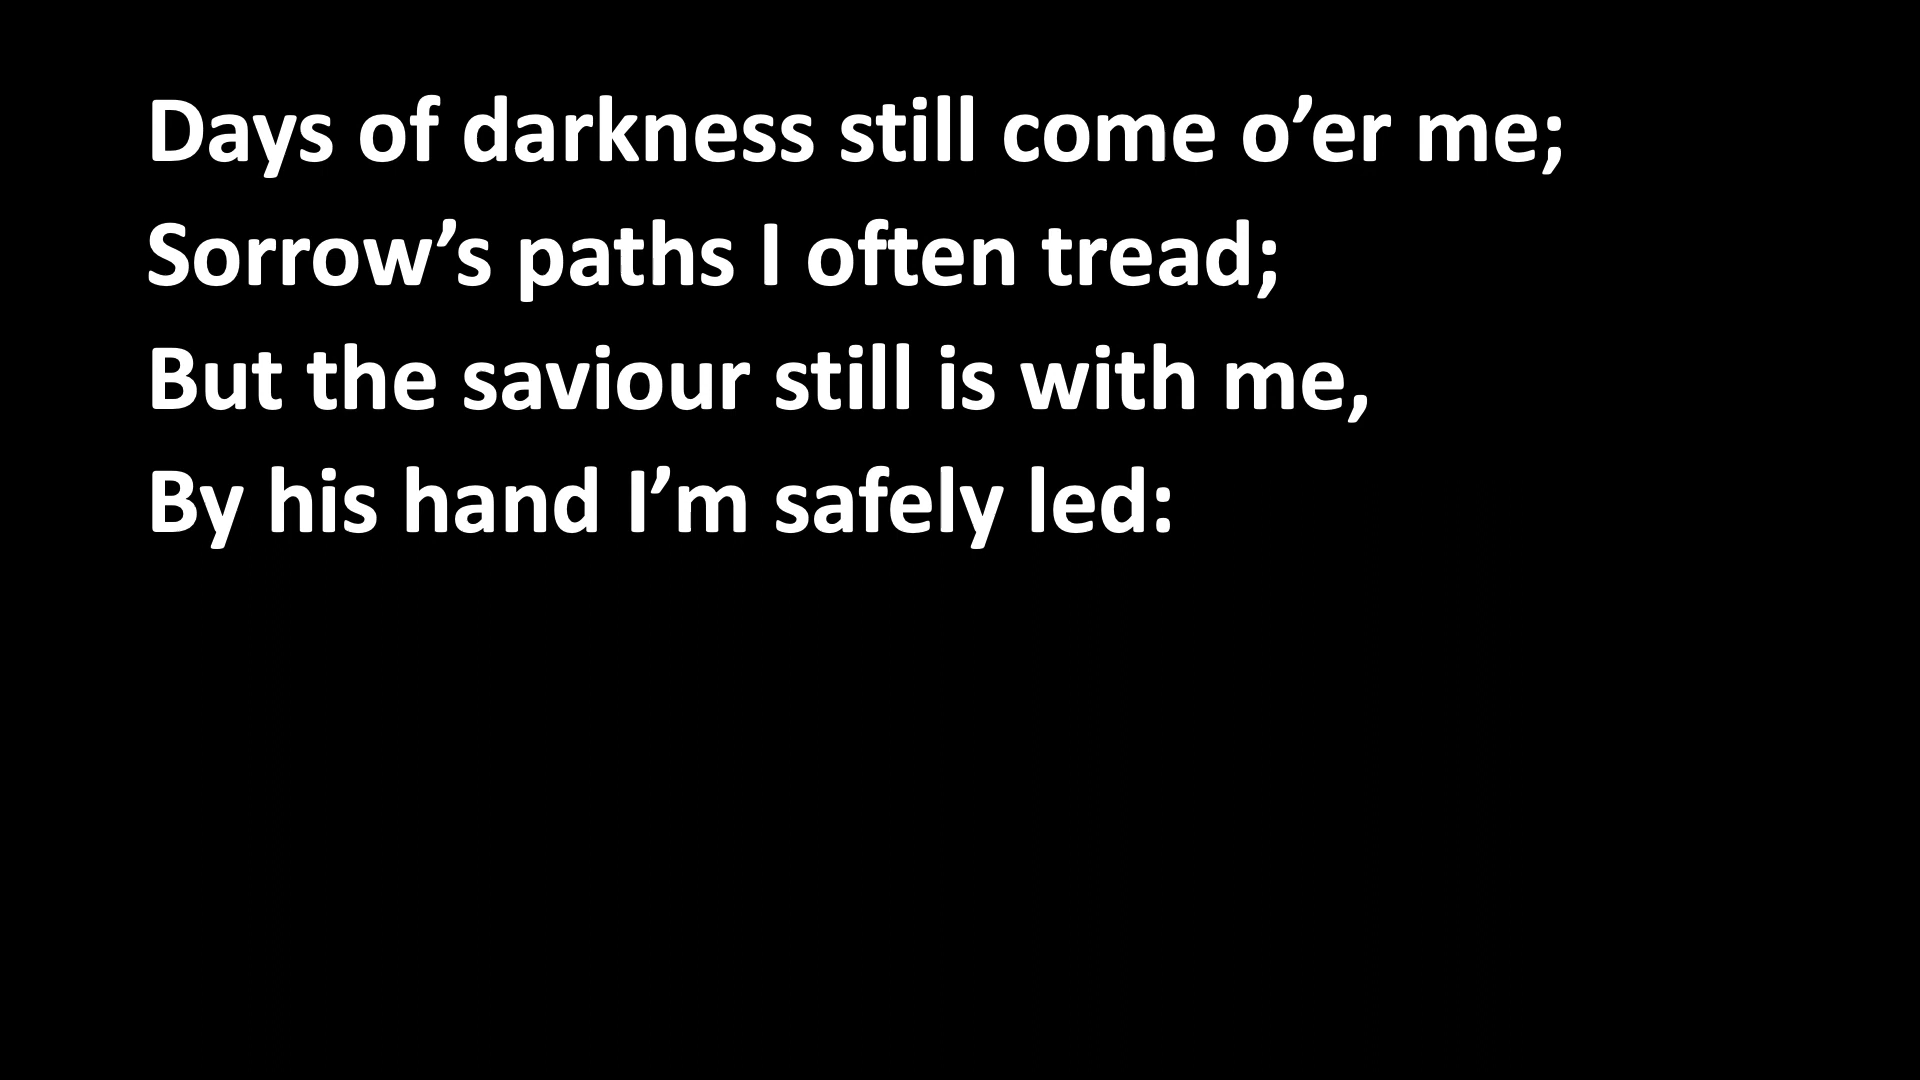 Days of darkness still come o’er me;
Sorrow’s paths I often tread;
But the saviour still is with me,
By his hand I’m safely led: